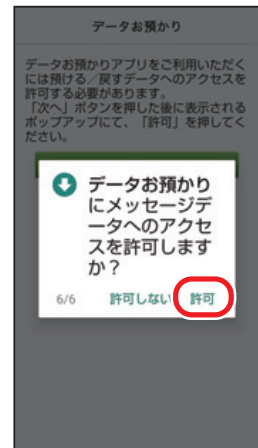 データお預かり
データお預かりアプリをご利用いただく
には預ける／戻すデータへのアクセスを
許可する必要があります。
「次へ」ボタンを押した後に表示される
ポップアップにて、「許可」を押してく
ださい。
データお預かり
にメッセージデ
ータへのアクセ
スを許可します
か？
6/6 許可しない 許可